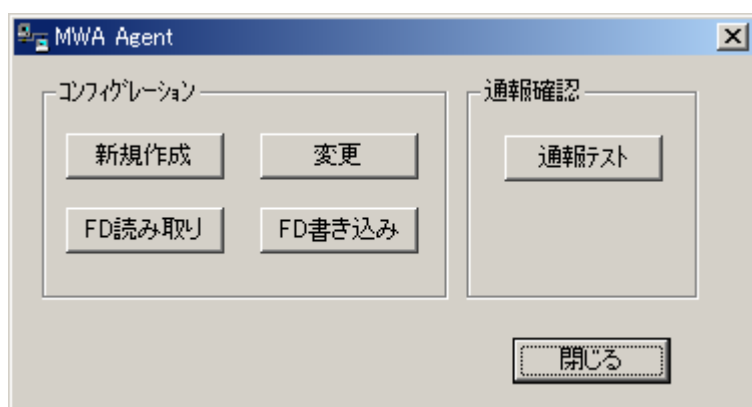 MWA Agent
コンフィグレーション
通報確認
新規作成
変更
通報テスト
FD読み取り
FD書き込み
閉じる